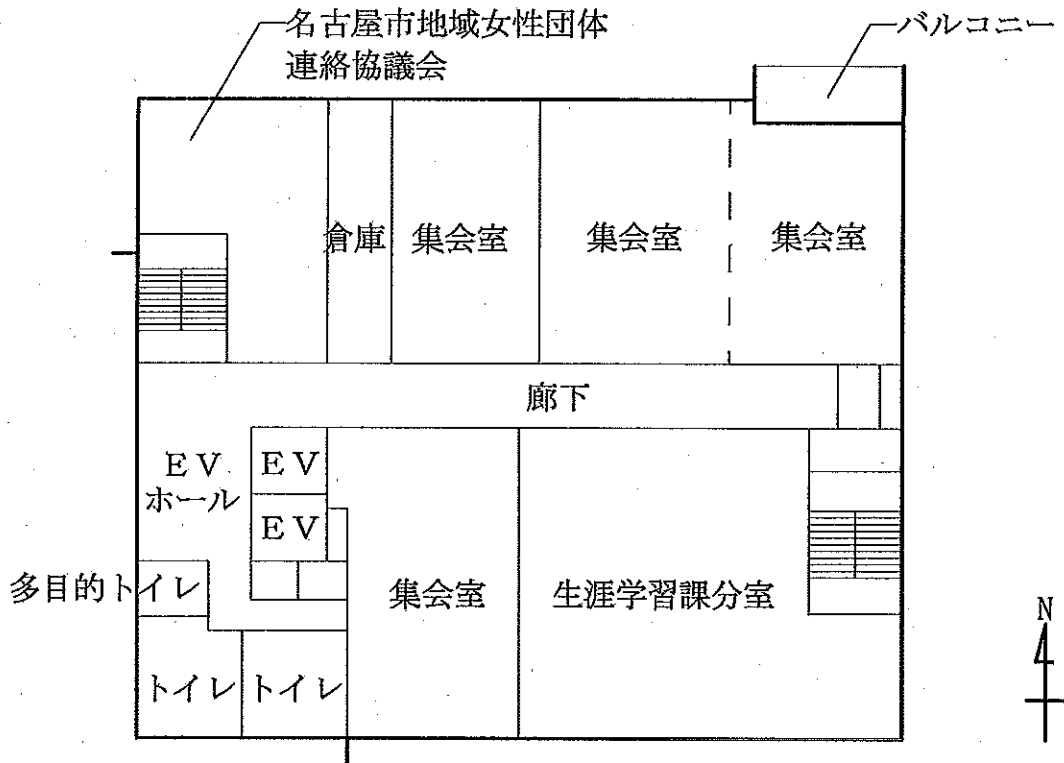 名古屋市地域女性団体
連絡協議会
バルコニー
倉庫
集会室
集会室
集会室
廊下
ＥＶ
ホール
ＥＶ
ＥＶ
多目的トイレ
集会室
生涯学習課分室
トイレ
トイレ
N